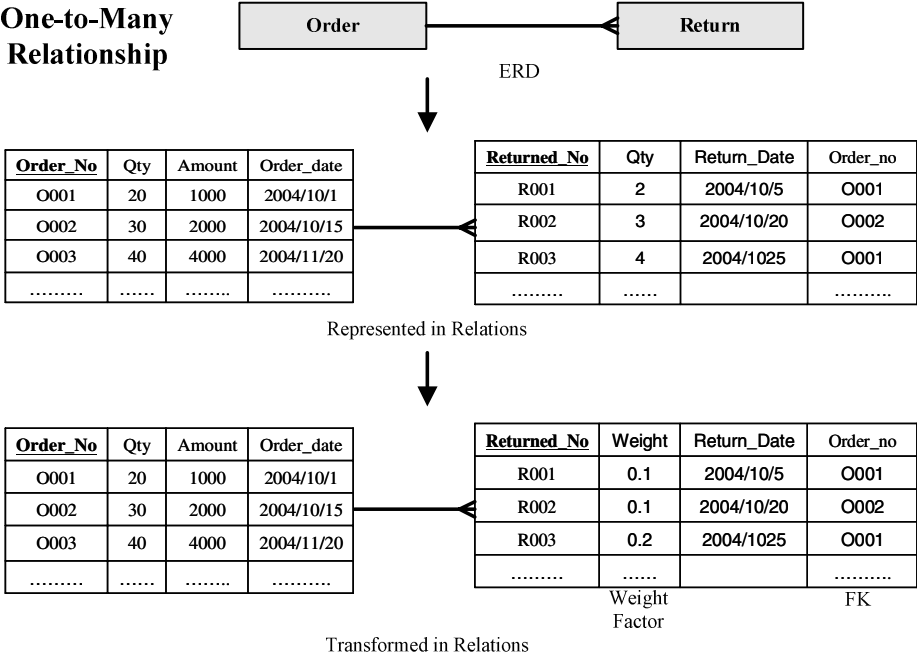 One-to-Many
Relationship
Order
Return
ERD
Order_No Qty Amount Order_date
O001 20 1000 2004/10/1
O002 30 2000 2004/10/15
O003 40 4000 2004/11/20
……… …… …….. ……….
Returned_No Qty Return_Date Order_no
R001 2 2004/10/5 O001
R002 3 2004/10/20 O002
R003 4 2004/1025 O001
……… …… ……….
Represented in Relations
Order_No Qty Amount Order_date
O001 20 1000 2004/10/1
O002 30 2000 2004/10/15
O003 40 4000 2004/11/20
……… …… …….. ……….
Returned_No Weight Return_Date Order_no
R001 0.1 2004/10/5 O001
R002 0.1 2004/10/20 O002
R003 0.2 2004/1025 O001
……… …… ……….
Weight
Factor
FK
Transformed in Relations